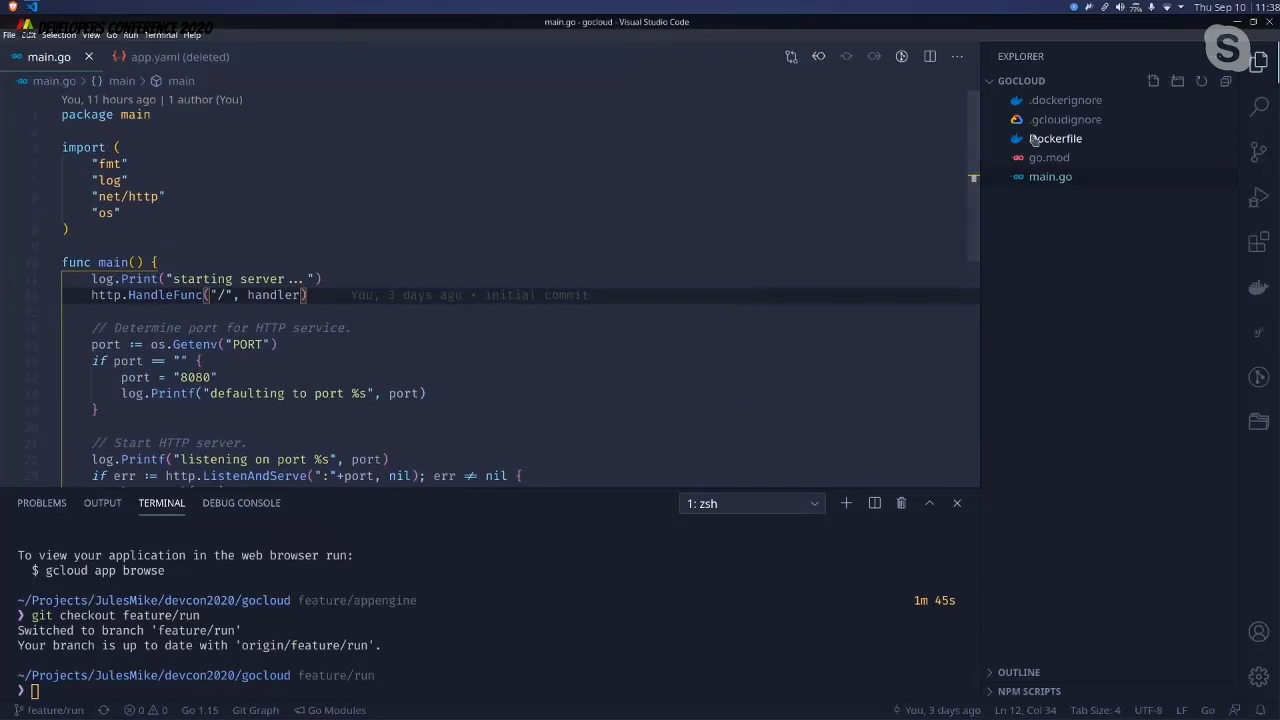 77%
Thu Sep 10
11:38
DEVELOPERS CONFERENCE 2020
main.go - gocloud - Visual Studio Code
File Edit Selection View Go Run Terminal Help
main.go
app.yaml (deleted)
EXPLORER
main.go › {} main › main
GOCLOUD
.dockerignore
.gcloudignore
Dockerfile
go.mod
main.go
You, 11 hours ago | 1 author (You)
package main
import (
"fmt"
"log"
"net/http"
"os"
)
func main() {
log.Print("starting server...")
http.HandleFunc("/", handler) You, 3 days ago • initial commit
// Determine port for HTTP service.
port := os.Getenv("PORT")
if port == "" {
port = "8080"
log.Printf("defaulting to port %s", port)
}
// Start HTTP server.
log.Printf("listening on port %s", port)
if err := http.ListenAndServe(":"+port, nil); err ≠ nil {
PROBLEMS OUTPUT TERMINAL DEBUG CONSOLE
1: zsh
To view your application in the web browser run:
$ gcloud app browse
~/Projects/JulesMike/devcon2020/gocloud feature/appengine 1m 45s
❯ git checkout feature/run
Switched to branch 'feature/run'
Your branch is up to date with 'origin/feature/run'.
~/Projects/JulesMike/devcon2020/gocloud feature/run
❯
OUTLINE
NPM SCRIPTS
feature/run 0 0 Go 1.15 Git Graph Go Modules You, 3 days ago Ln 12, Col 34 Tab Size: 4 UTF-8 LF Go